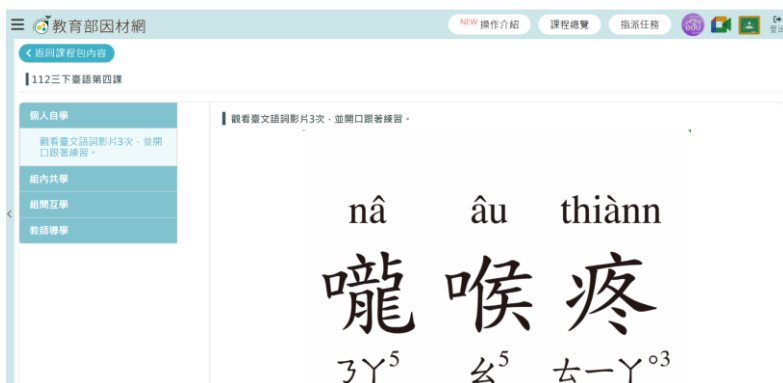 教育部因材網
NEW 操作介紹
課程總覽
指派任務
登出
返回課程包內容
112三下臺語第四課
個人自學
觀看臺文語詞影片3次，並開
口跟著練習。
組內共學
組間互學
教師導學
觀看臺文語詞影片3次，並開口跟著練習。
nâ âu thiànn
嚨喉疼
ㄋㄚ⁵ ㄠ⁵ ㄊㄧㄚ°³